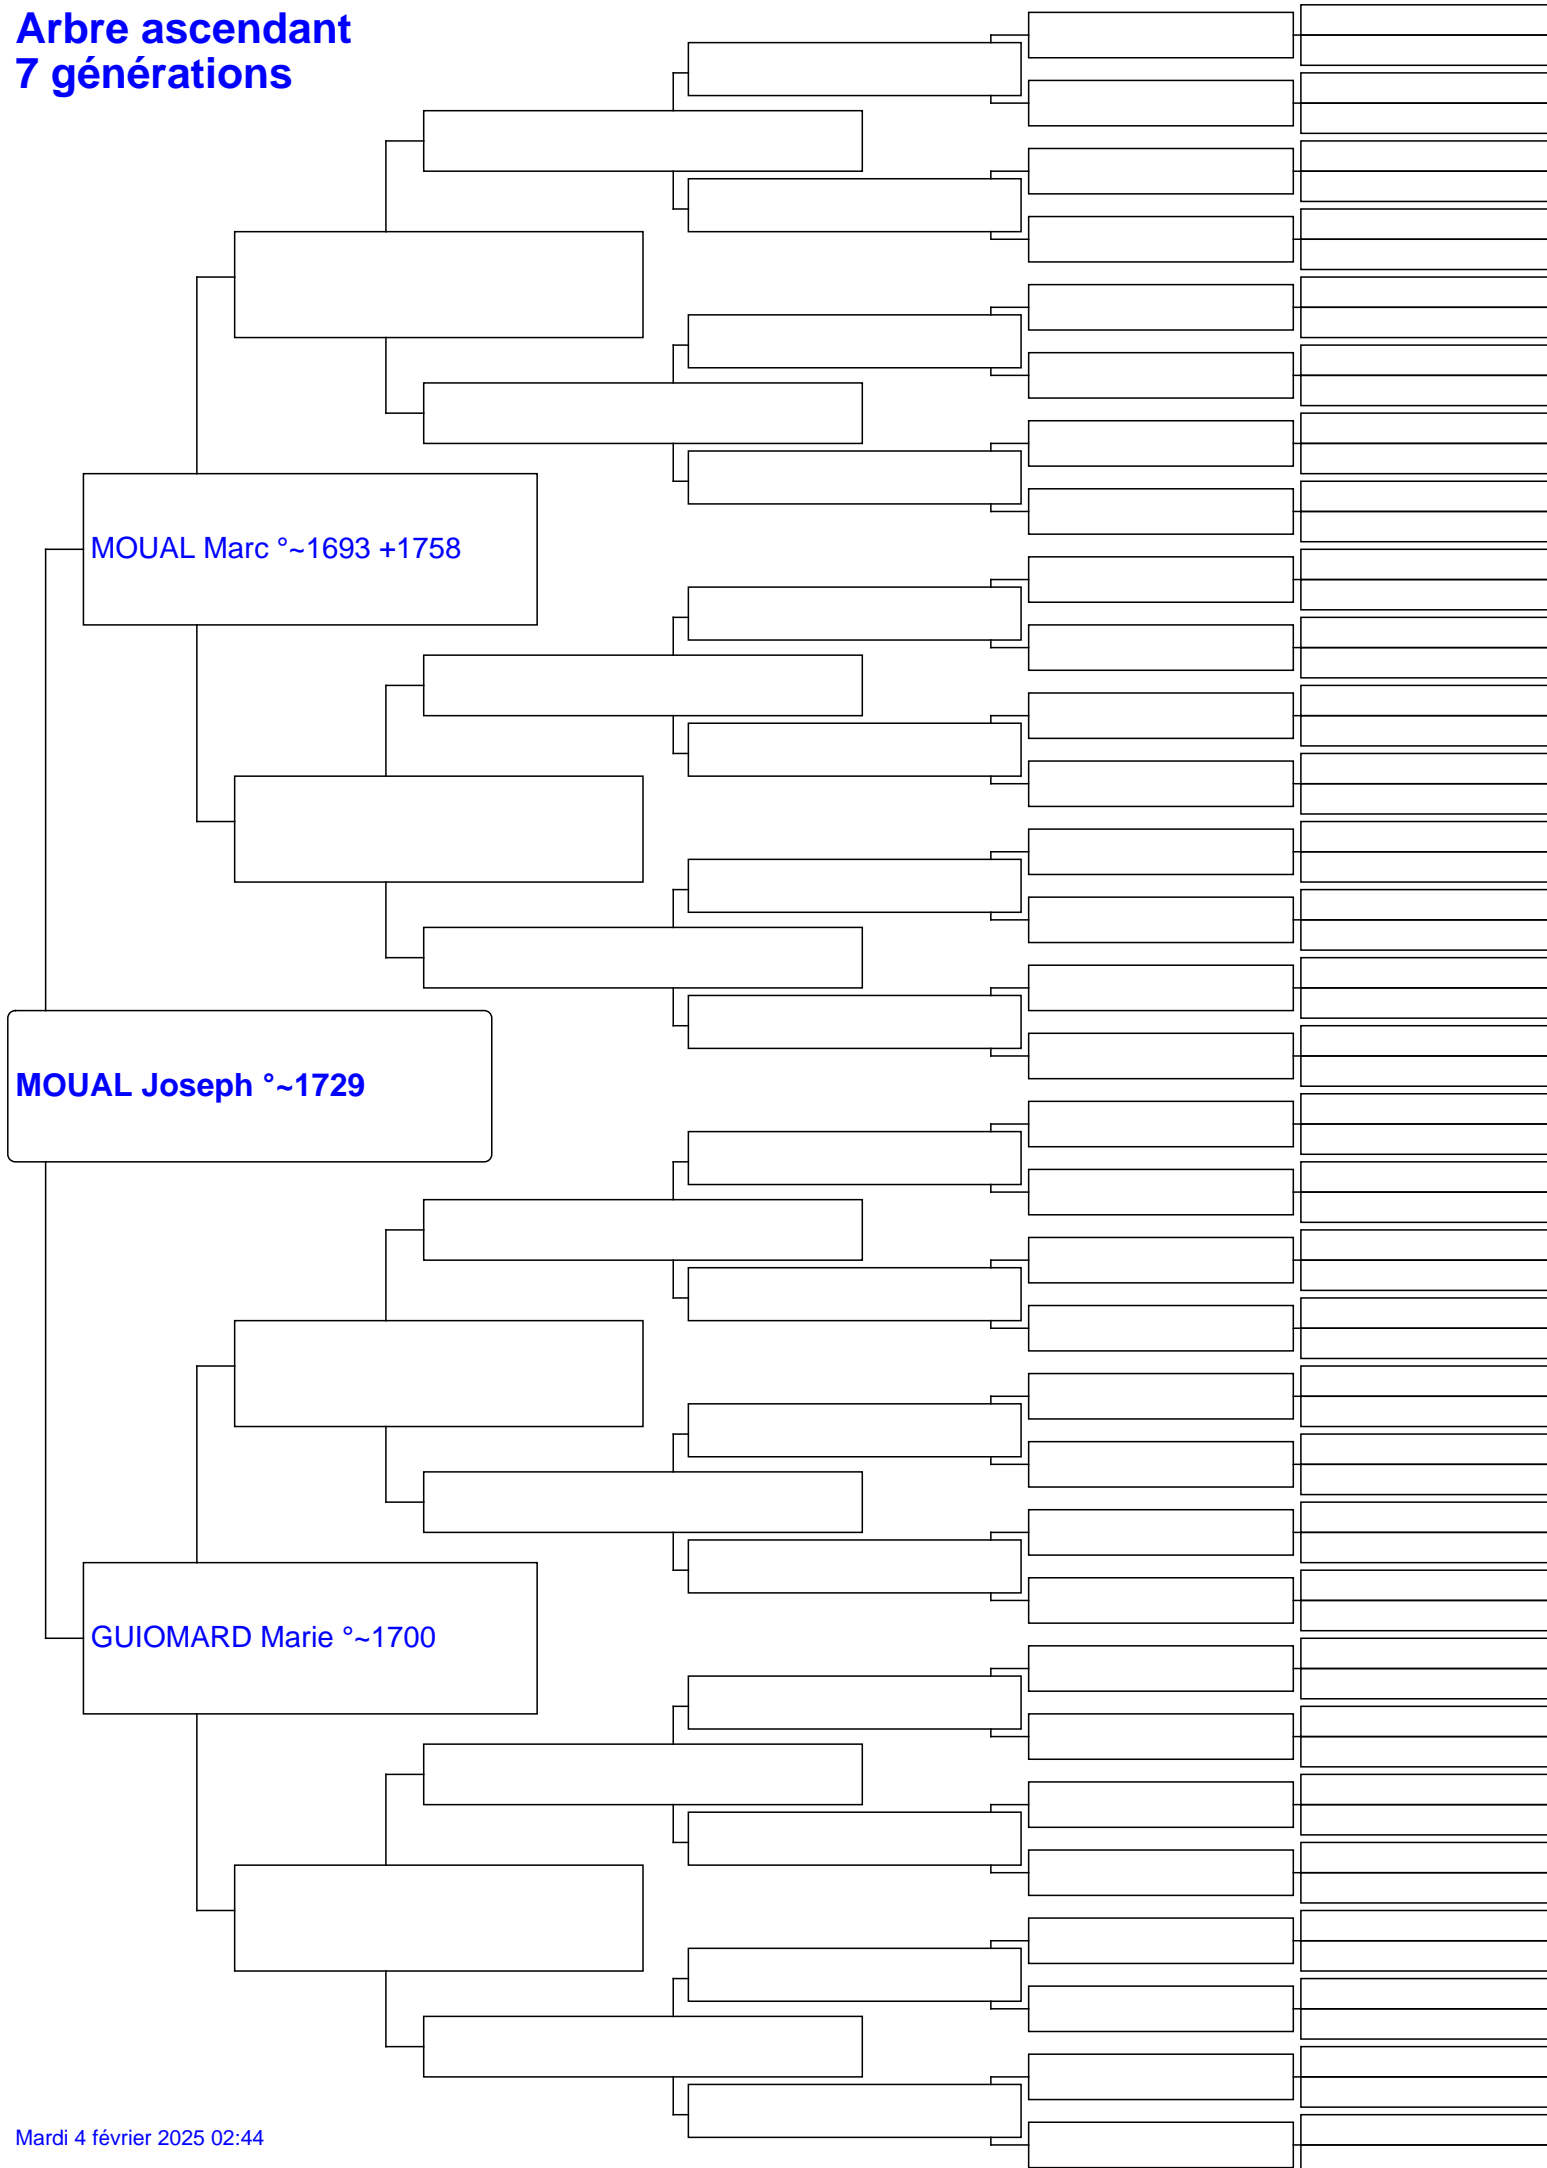 Arbre ascendant
7 générations
MOUAL Marc °~1693 +1758
MOUAL Joseph °~1729
GUIOMARD Marie °~1700
Mardi 4 février 2025 02:44